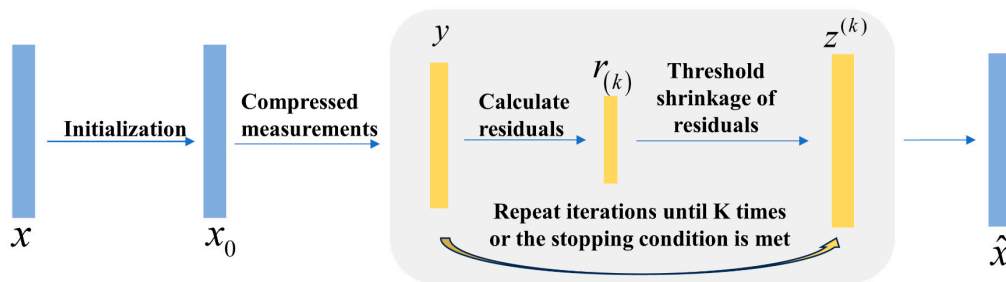 x
Initialization
x₀
Compressed
measurements
y
Calculate
residuals
r₍ₖ₎
Threshold
shrinkage of
residuals
z⁽ᵏ⁾
Repeat iterations until K times
or the stopping condition is met
x̂